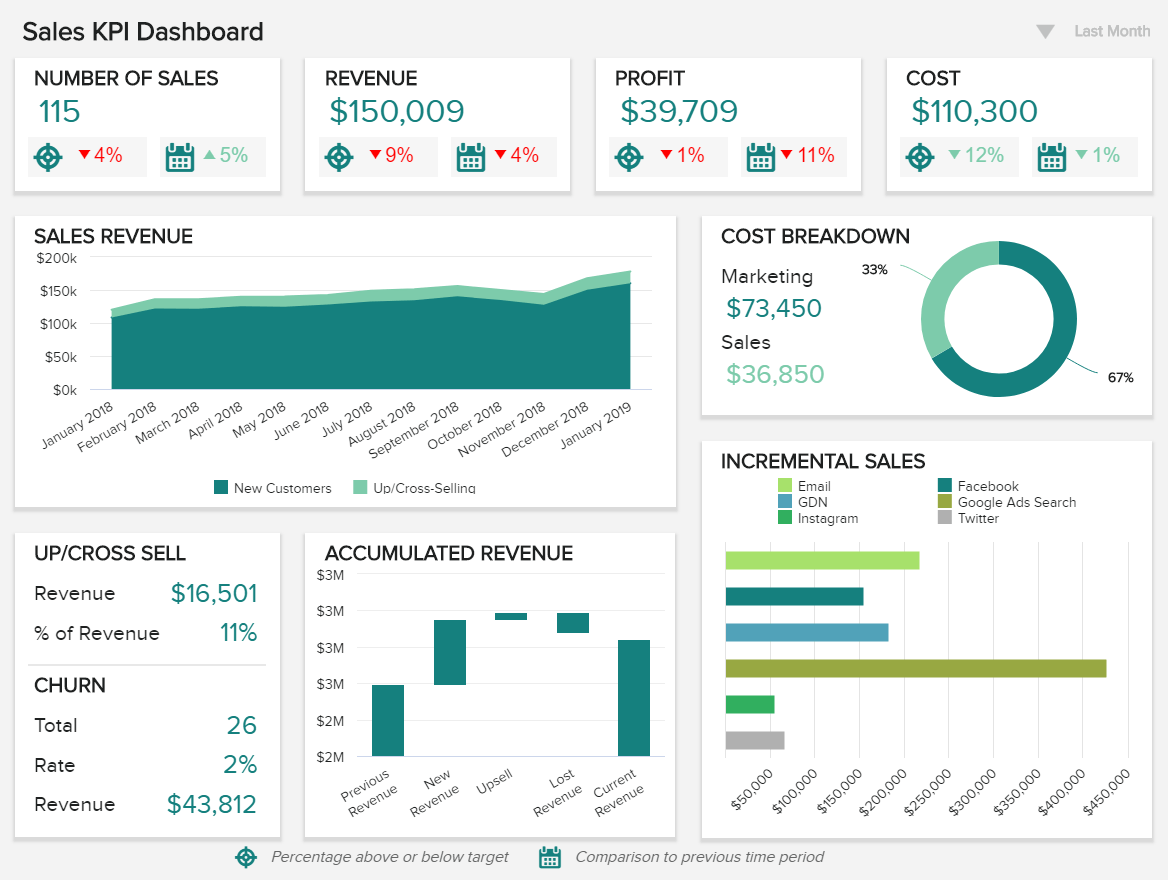 Sales KPI Dashboard
Last Month
NUMBER OF SALES
115
▼4%
▲5%
REVENUE
$150,009
▼9%
▼4%
PROFIT
$39,709
▼1%
▼11%
COST
$110,300
▼12%
▼1%
SALES REVENUE
$200k
$150k
$100k
$50k
$0k
January 2018
February 2018
March 2018
April 2018
May 2018
June 2018
July 2018
August 2018
September 2018
October 2018
November 2018
December 2018
January 2019
New Customers
Up/Cross-Selling
COST BREAKDOWN
Marketing
$73,450
Sales
$36,850
33%
67%
INCREMENTAL SALES
Email
Facebook
GDN
Google Ads Search
Instagram
Twitter
$50,000
$100,000
$150,000
$200,000
$250,000
$300,000
$350,000
$400,000
$450,000
UP/CROSS SELL
Revenue $16,501
% of Revenue 11%
CHURN
Total 26
Rate 2%
Revenue $43,812
ACCUMULATED REVENUE
$3M
$3M
$3M
$3M
$2M
$2M
Previous
Revenue
New
Revenue
Upsell
Lost
Revenue
Current
Revenue
Percentage above or below target
Comparison to previous time period